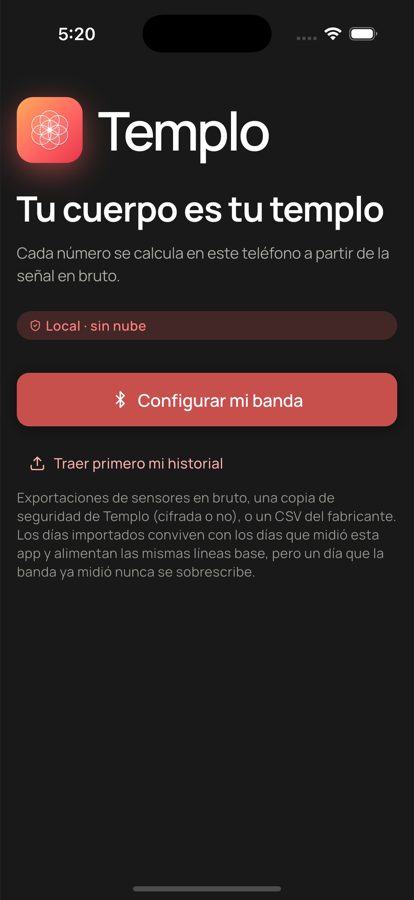 5:20
Templo
Tu cuerpo es tu templo
Cada número se calcula en este teléfono a partir de la
señal en bruto.
Local · sin nube
Configurar mi banda
Traer primero mi historial
Exportaciones de sensores en bruto, una copia de
seguridad de Templo (cifrada o no), o un CSV del fabricante.
Los días importados conviven con los días que midió esta
app y alimentan las mismas líneas base, pero un día que la
banda ya midió nunca se sobrescribe.